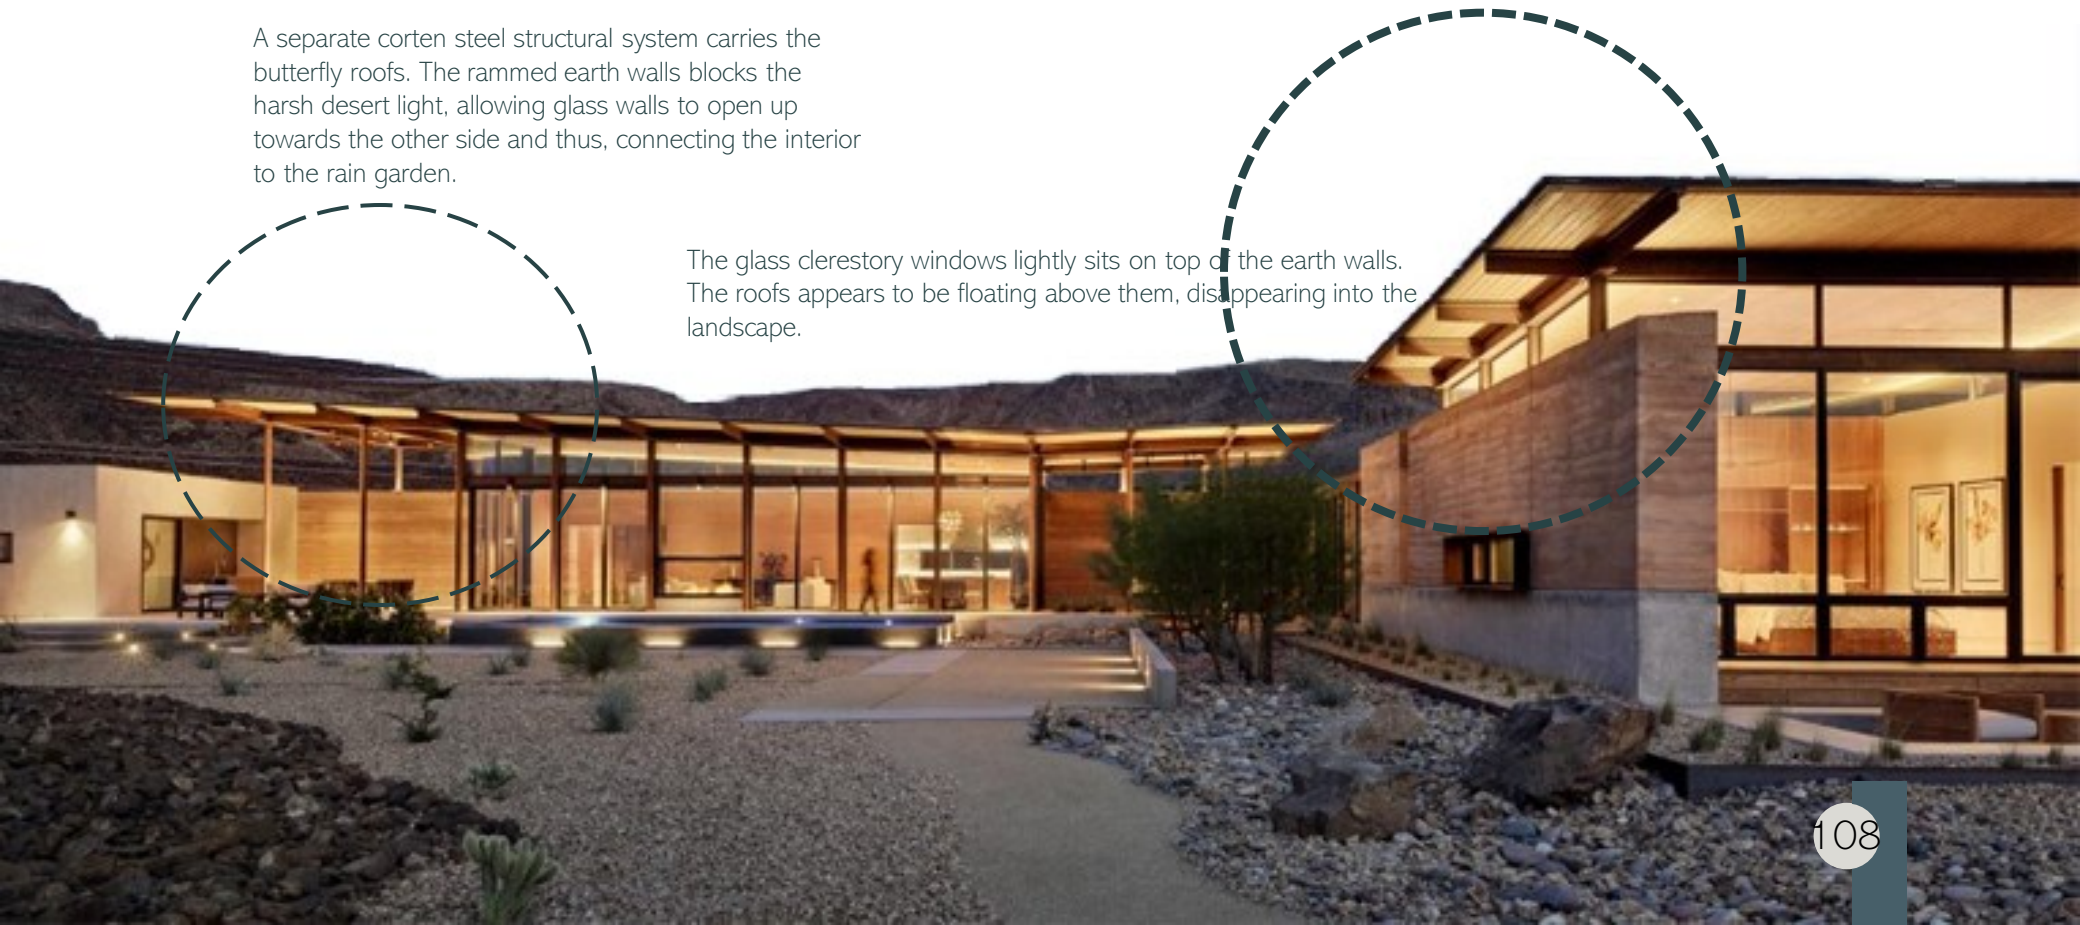 A separate corten steel structural system carries the
butterfly roofs. The rammed earth walls blocks the
harsh desert light, allowing glass walls to open up
towards the other side and thus, connecting the interior
to the rain garden.
The glass clerestory windows lightly sits on top of the earth walls.
The roofs appears to be floating above them, disappearing into the
landscape.
108